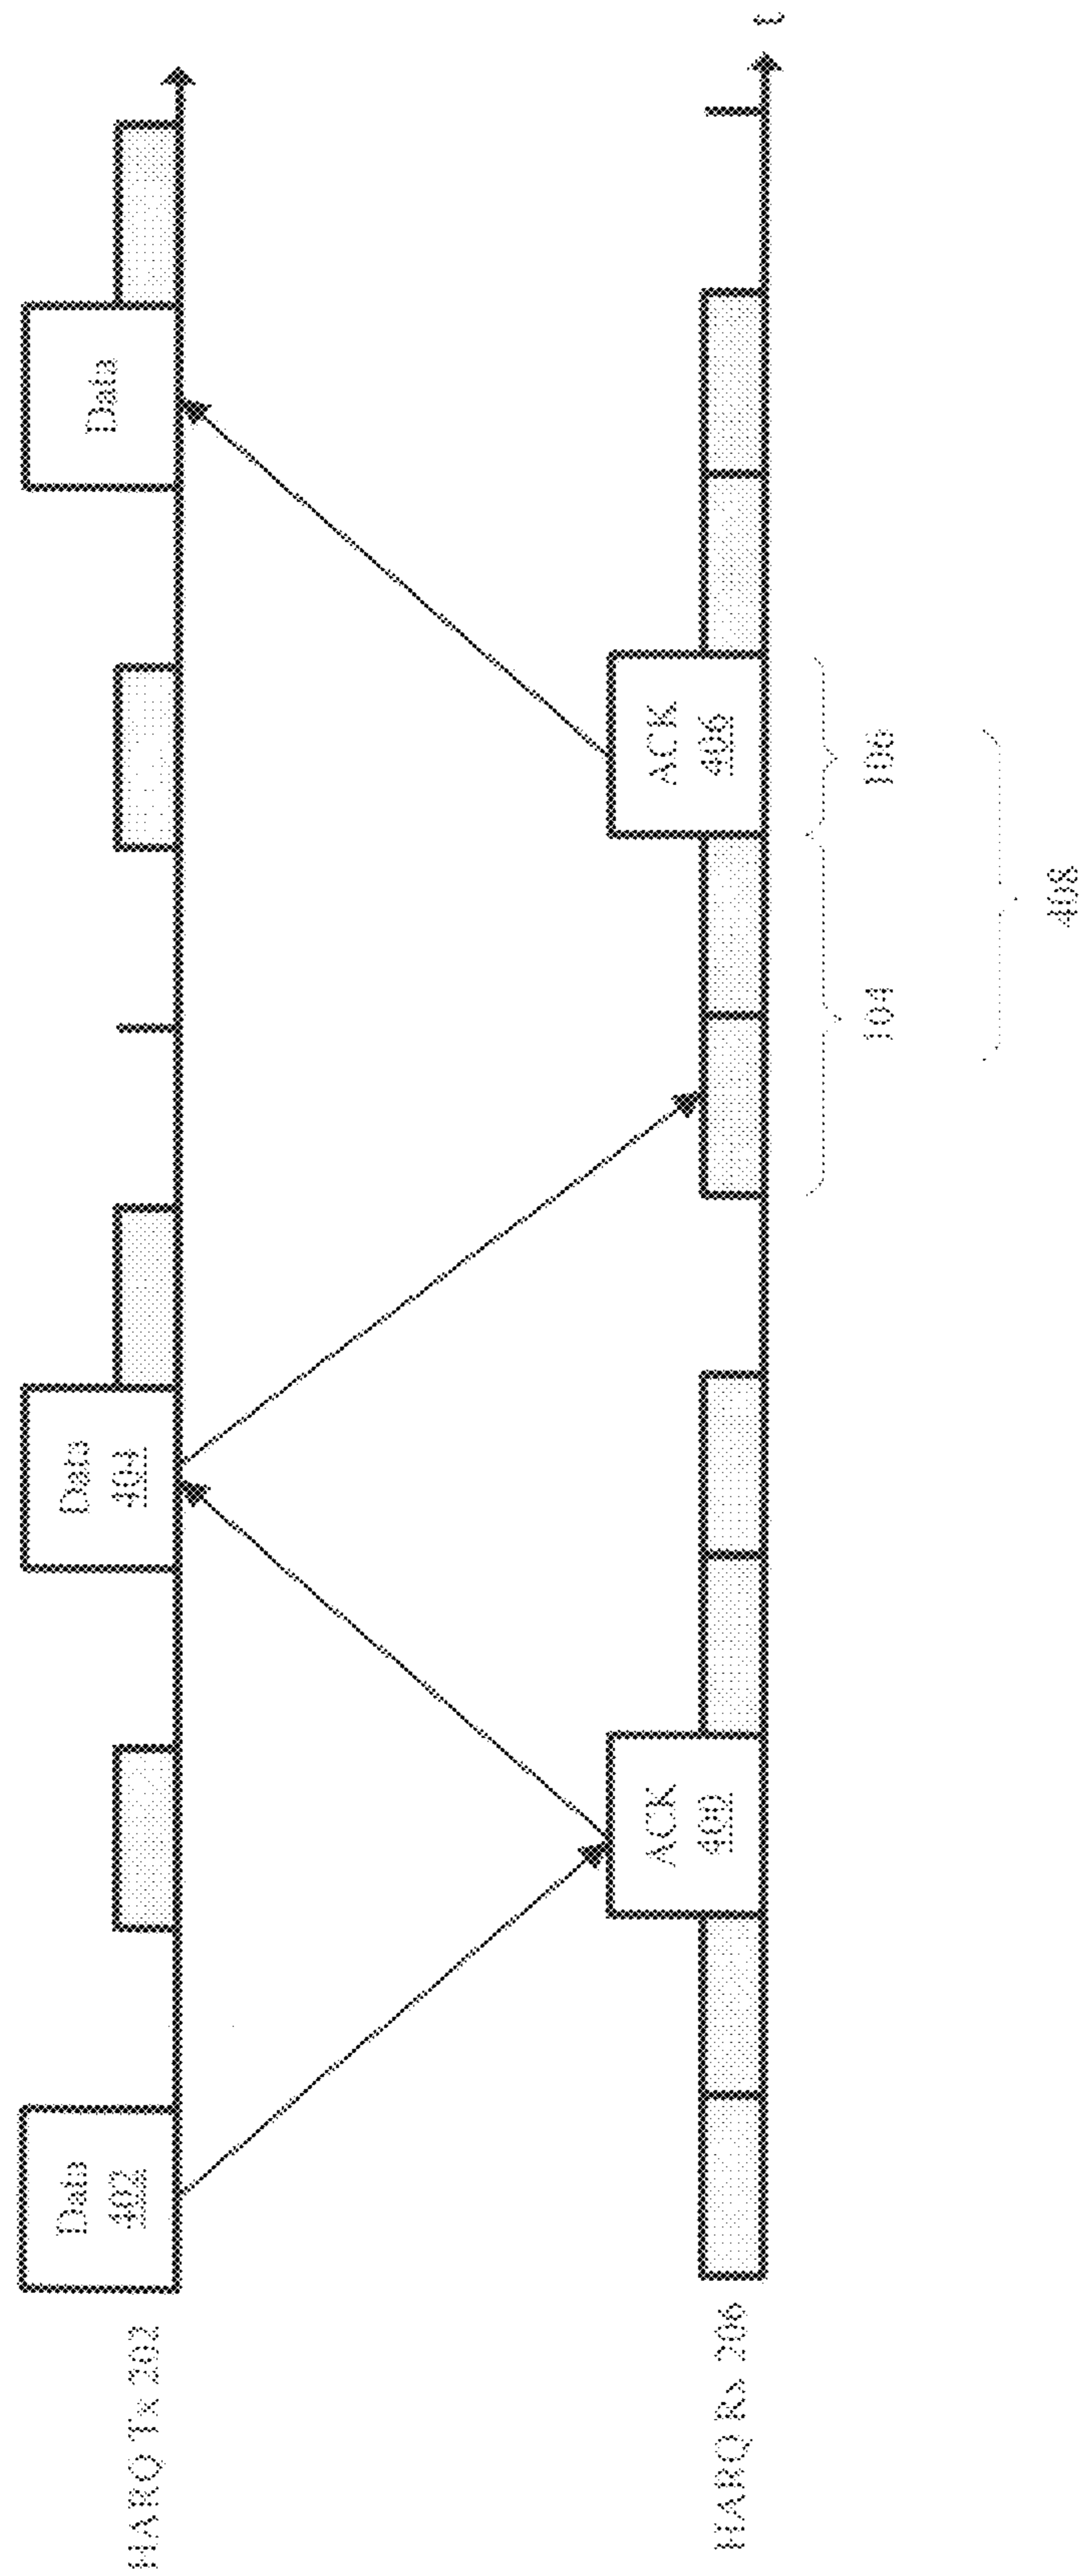 HARQ Tx 202
Data
402
Data
404
Data
HARQ Rx 206
ACK
400
ACK
406
t
104
106
408